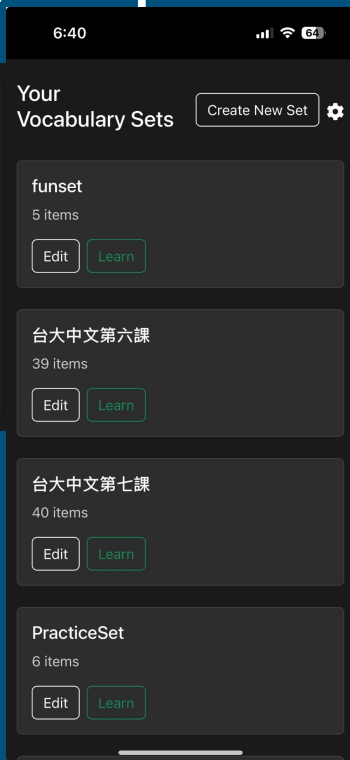 6:40
64
Your
Vocabulary Sets
Create New Set
funset
5 items
Edit
Learn
台大中文第六課
39 items
Edit
Learn
台大中文第七課
40 items
Edit
Learn
PracticeSet
6 items
Edit
Learn